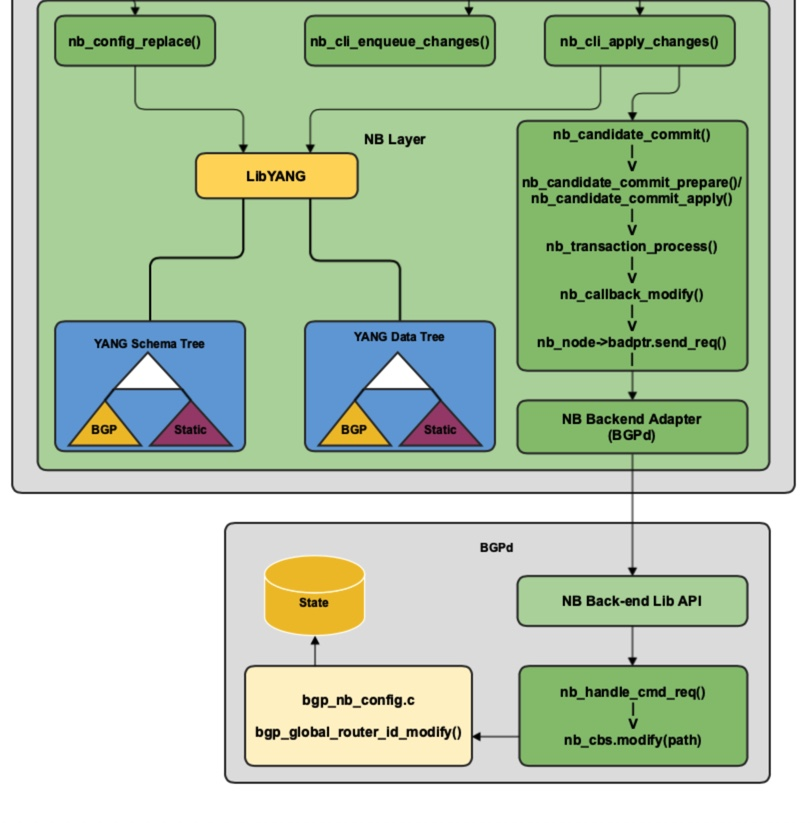 nb_config_replace()
nb_cli_enqueue_changes()
nb_cli_apply_changes()
NB Layer
LibYANG
nb_candidate_commit()
|
V
nb_candidate_commit_prepare()/
nb_candidate_commit_apply()
|
V
nb_transaction_process()
|
V
nb_callback_modify()
|
V
nb_node->badptr.send_req()
|
YANG Schema Tree
BGP
Static
YANG Data Tree
BGP
Static
NB Backend Adapter
(BGPd)
BGPd
State
NB Back-end Lib API
bgp_nb_config.c
bgp_global_router_id_modify()
nb_handle_cmd_req()
|
V
nb_cbs.modify(path)